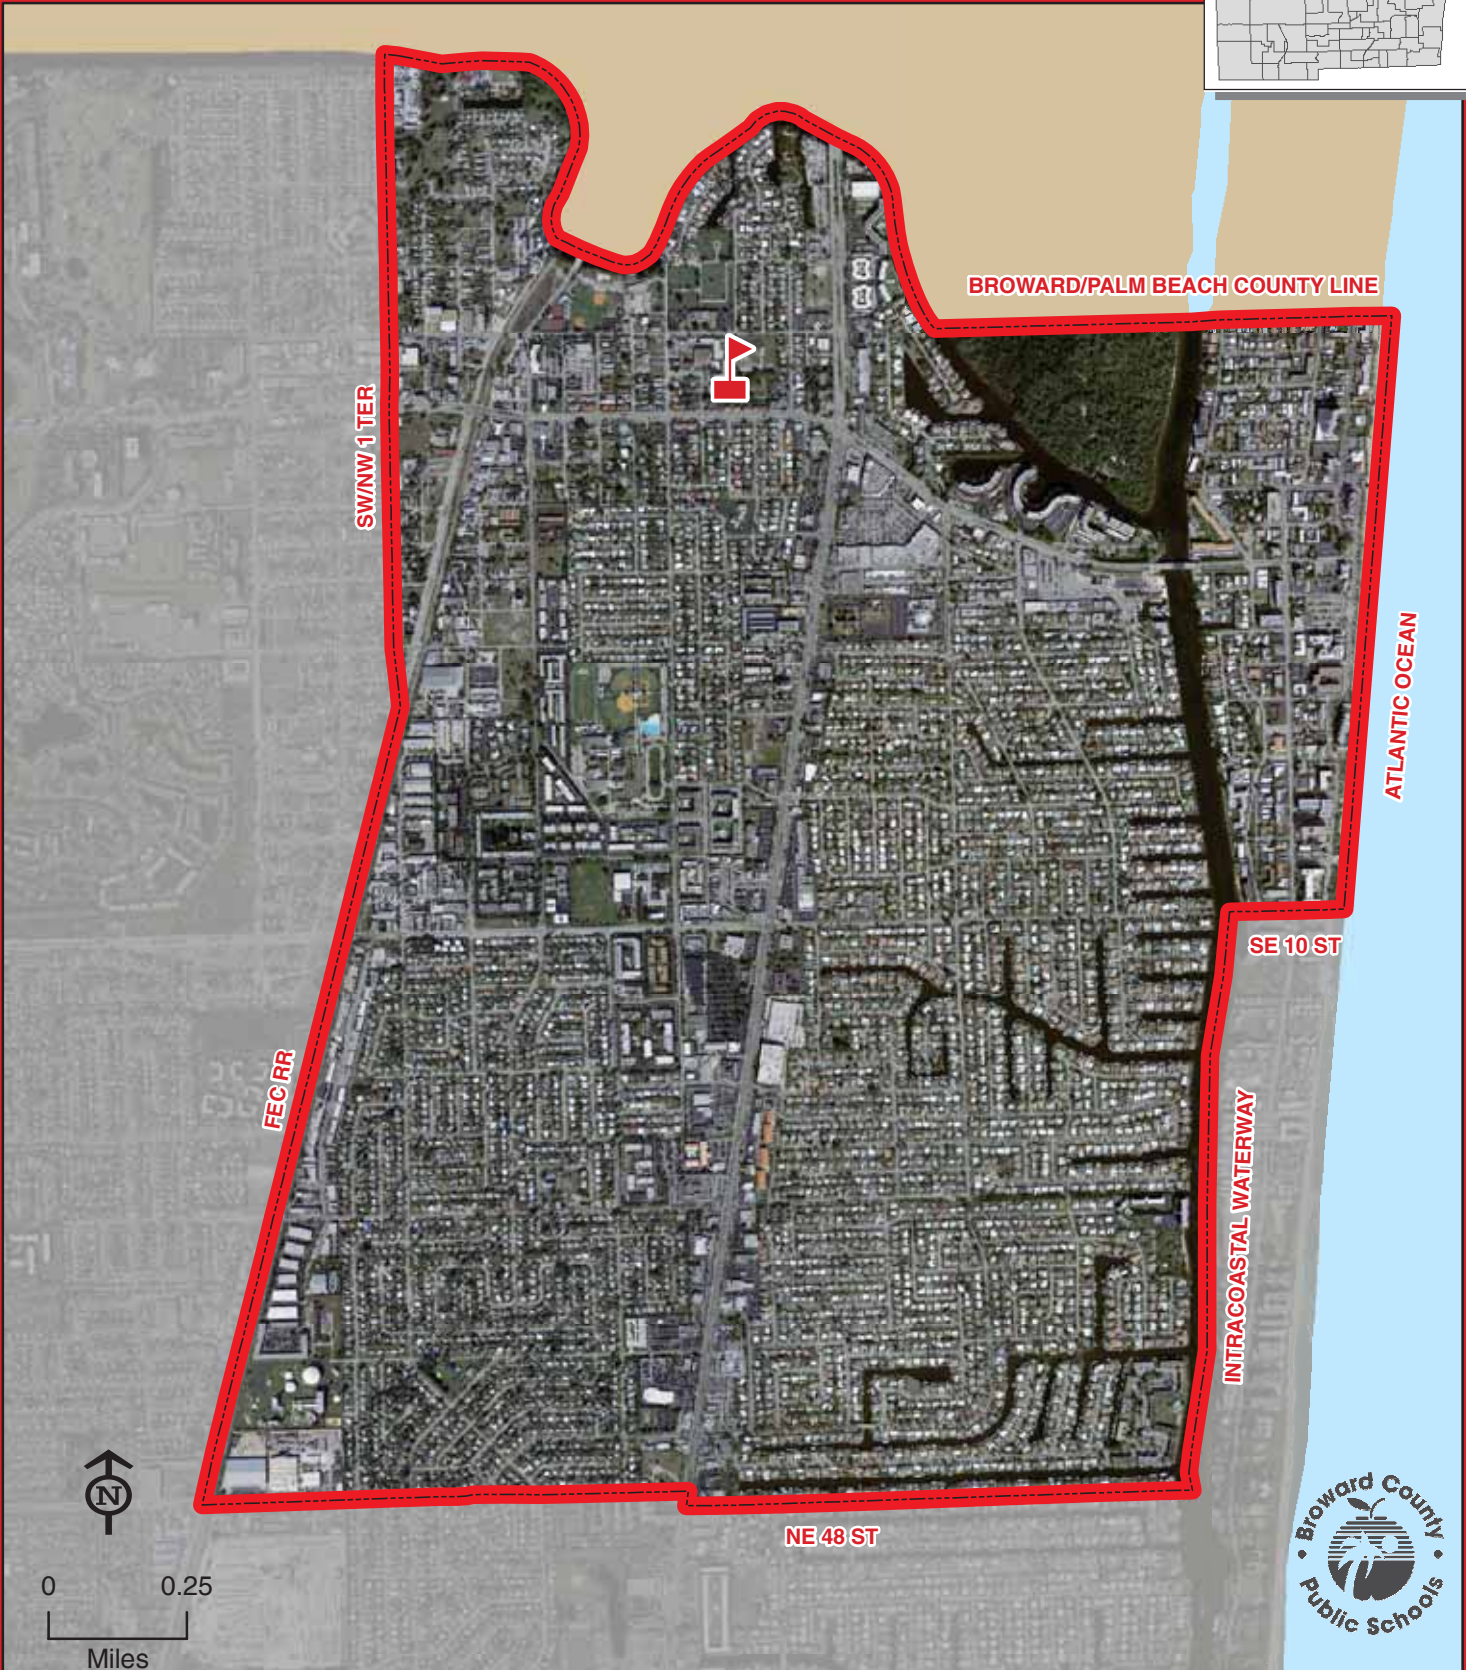 BROWARD/PALM BEACH COUNTY LINE
SW/NW 1 TER
ATLANTIC OCEAN
SE 10 ST
FEC RR
INTRACOASTAL WATERWAY
NE 48 ST
N
0 0.25
Miles
Broward County
Public Schools